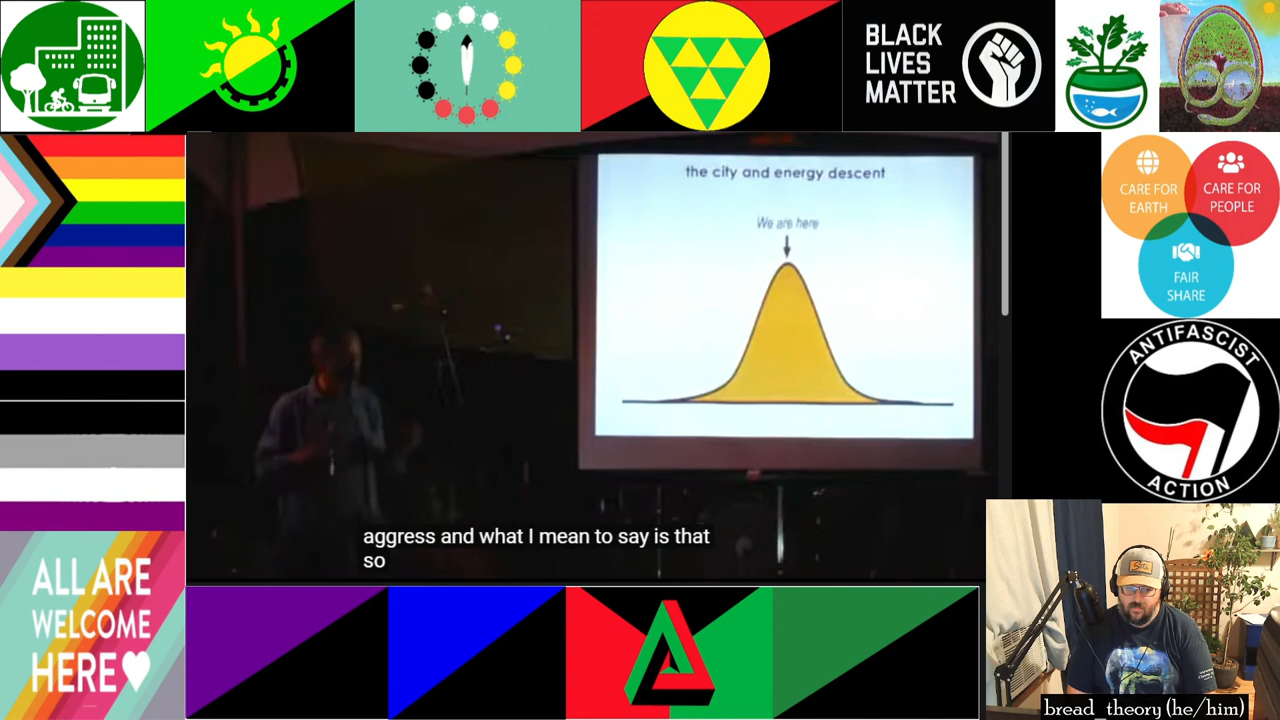 BLACK
LIVES
MATTER
the city and energy descent
We are here
CARE FOR
EARTH
CARE FOR
PEOPLE
FAIR
SHARE
ANTIFASCIST
ACTION
aggress and what I mean to say is that
so
ALL ARE
WELCOME
HERE
bread_theory (he/him)